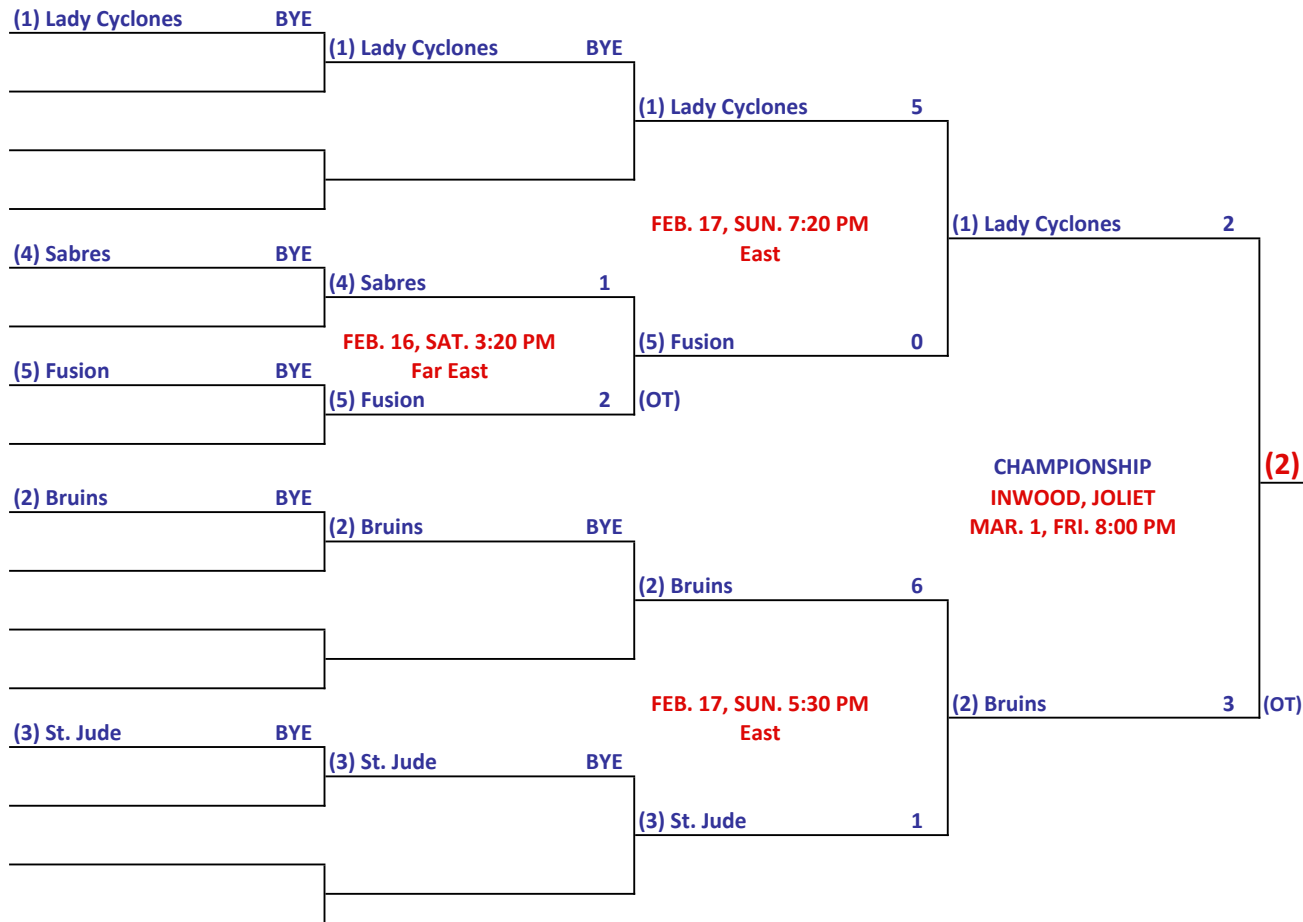 (1) Lady Cyclones BYE
(1) Lady Cyclones BYE
(1) Lady Cyclones 5
FEB. 17, SUN. 7:20 PM
East
(1) Lady Cyclones 2
(4) Sabres BYE
(4) Sabres 1
FEB. 16, SAT. 3:20 PM
Far East
(5) Fusion 0
(5) Fusion BYE
(5) Fusion 2 (OT)
CHAMPIONSHIP
INWOOD, JOLIET
MAR. 1, FRI. 8:00 PM
(2)
(2) Bruins BYE
(2) Bruins BYE
(2) Bruins 6
FEB. 17, SUN. 5:30 PM
East
(2) Bruins 3 (OT)
(3) St. Jude BYE
(3) St. Jude BYE
(3) St. Jude 1